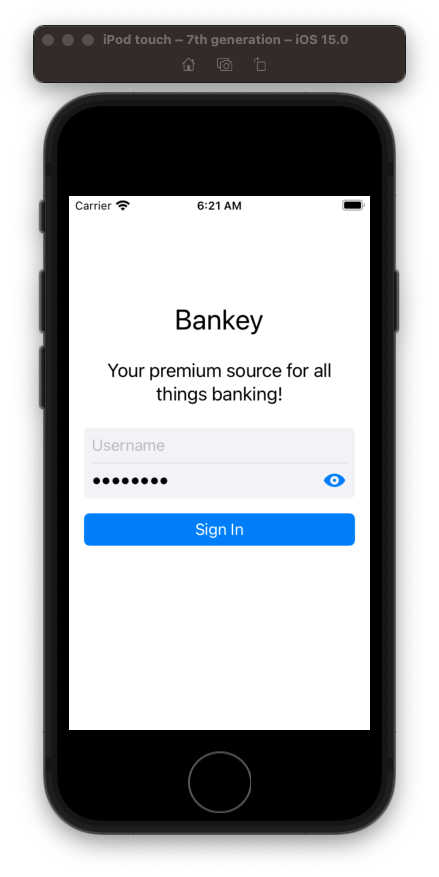 iPod touch – 7th generation – iOS 15.0
Carrier 6:21 AM
Bankey
Your premium source for all
things banking!
Username
●●●●●●●●
Sign In